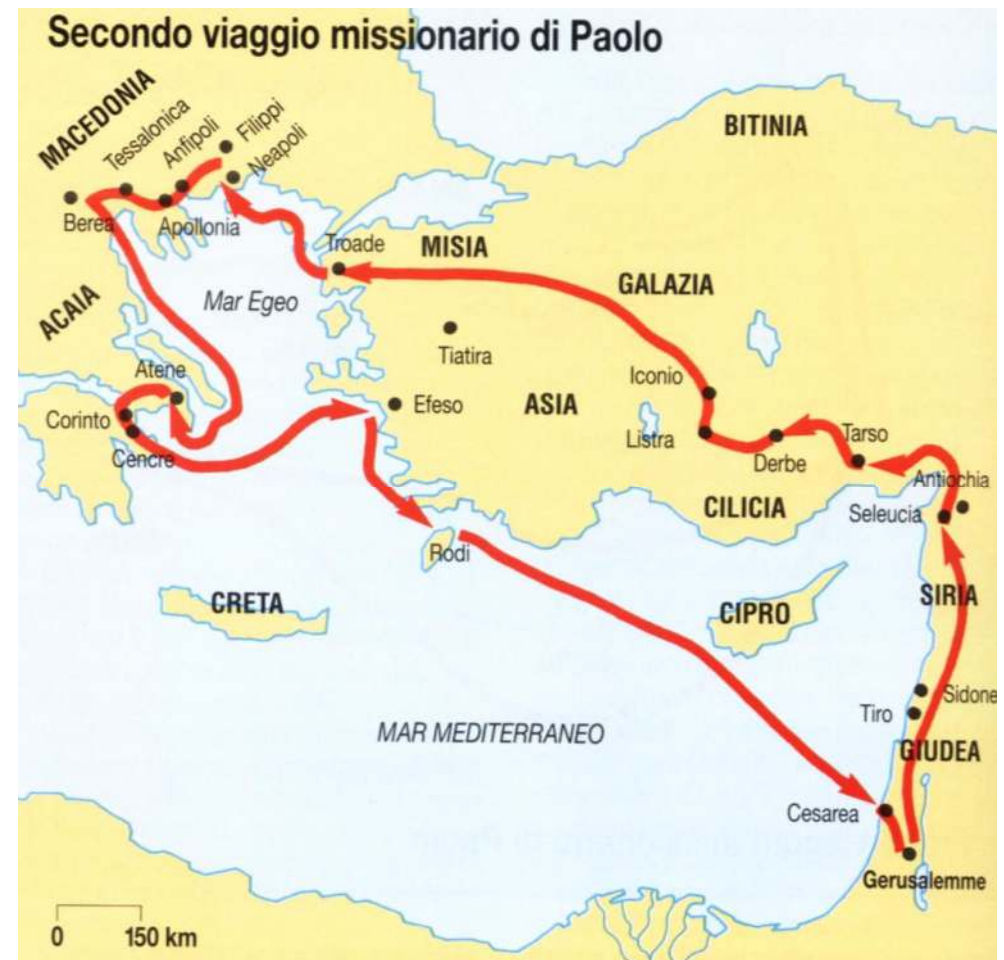 Secondo viaggio missionario di Paolo
MACEDONIA
Tessalonica
Anfipoli
Filippi
Neapoli
BITINIA
Berea
Apollonia
Troade
MISIA
GALAZIA
ACAIA
Mar Egeo
Tiatira
Atene
Iconio
Efeso
ASIA
Corinto
Listra
Tarso
Cencre
Derbe
Antiochia
CILICIA
Seleucia
Rodi
CRETA
CIPRO
SIRIA
Sidone
Tiro
MAR MEDITERRANEO
GIUDEA
Cesarea
Gerusalemme
0 150 km